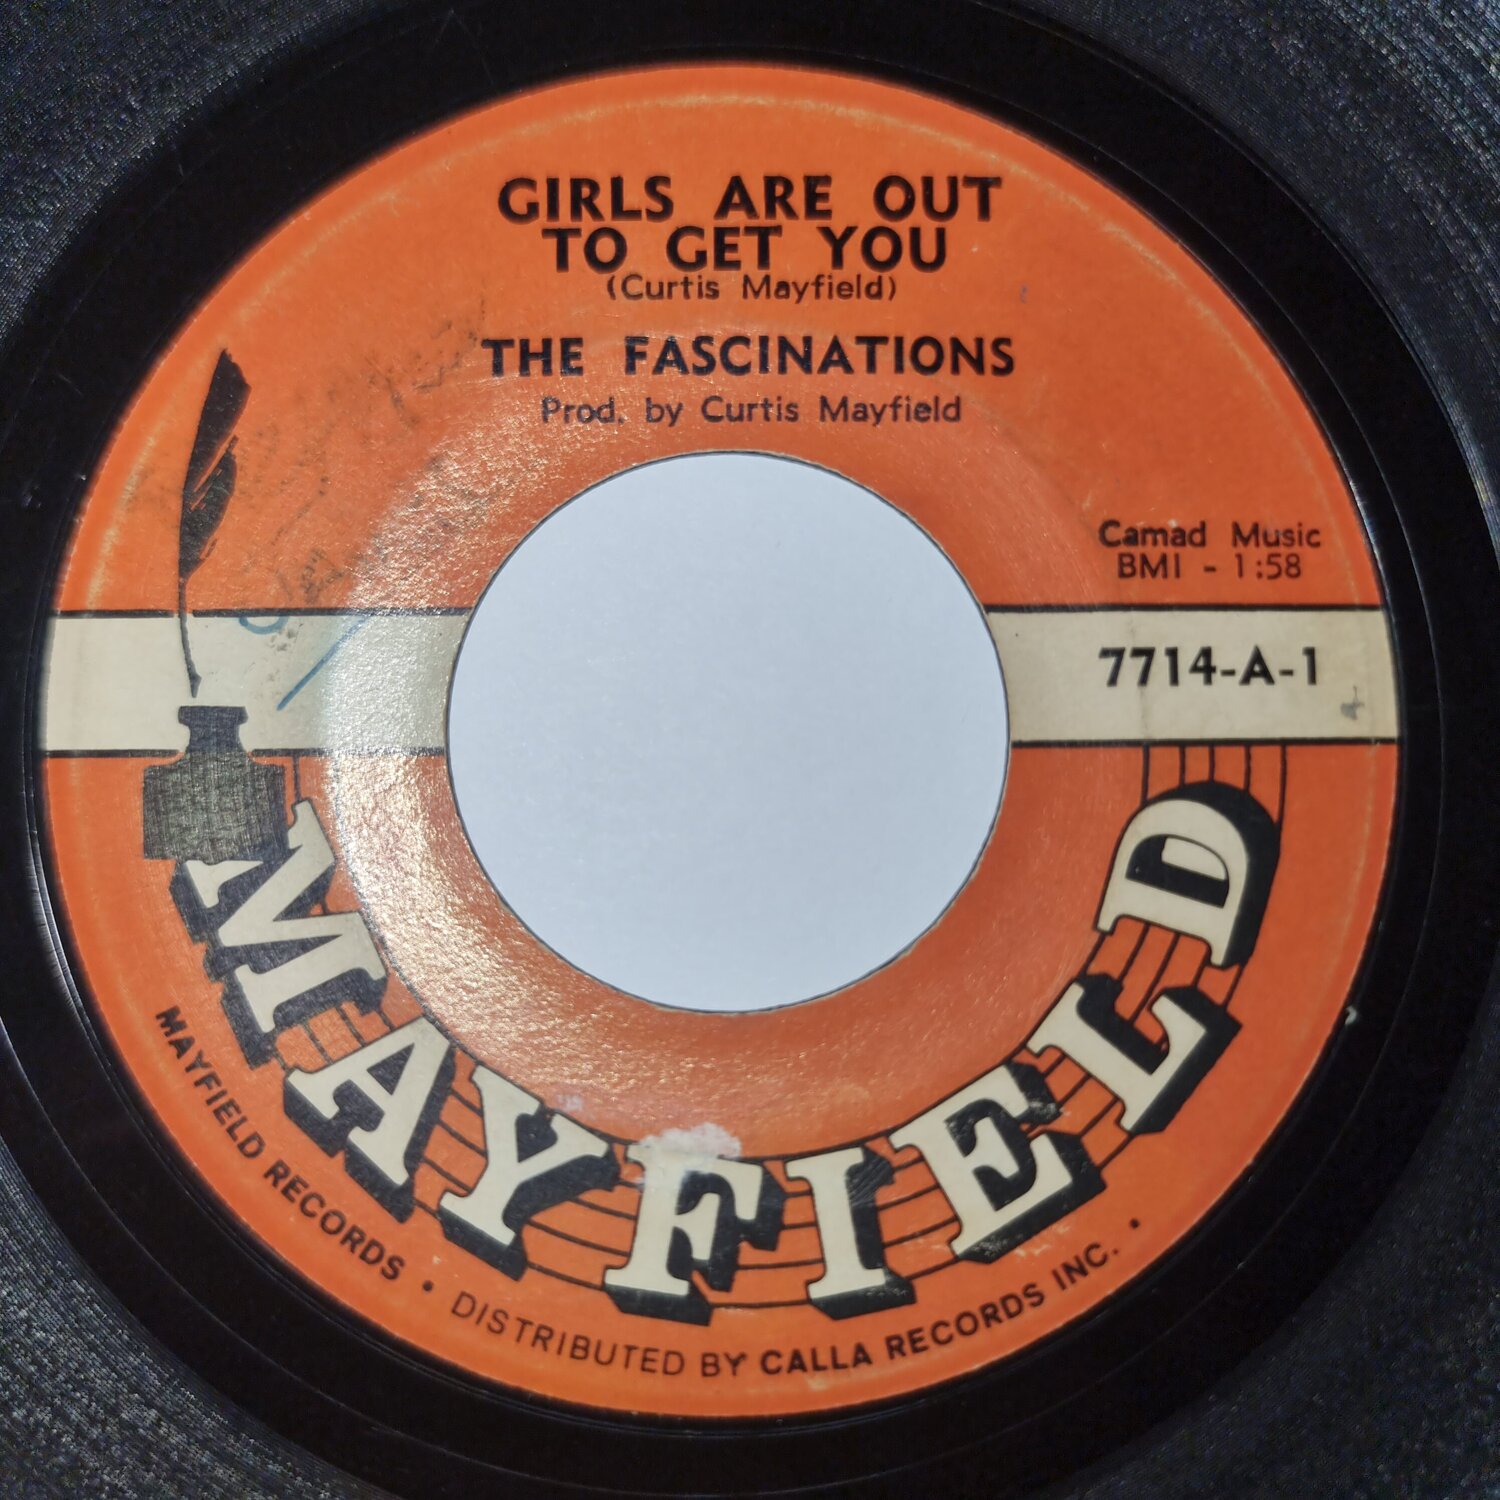 GIRLS ARE OUT
TO GET YOU
(Curtis Mayfield)
THE FASCINATIONS
Prod. by Curtis Mayfield
Camad Music
BMI - 1:58
7714-A-1
MAYFIELD
MAYFIELD RECORDS • DISTRIBUTED BY CALLA RECORDS INC. •